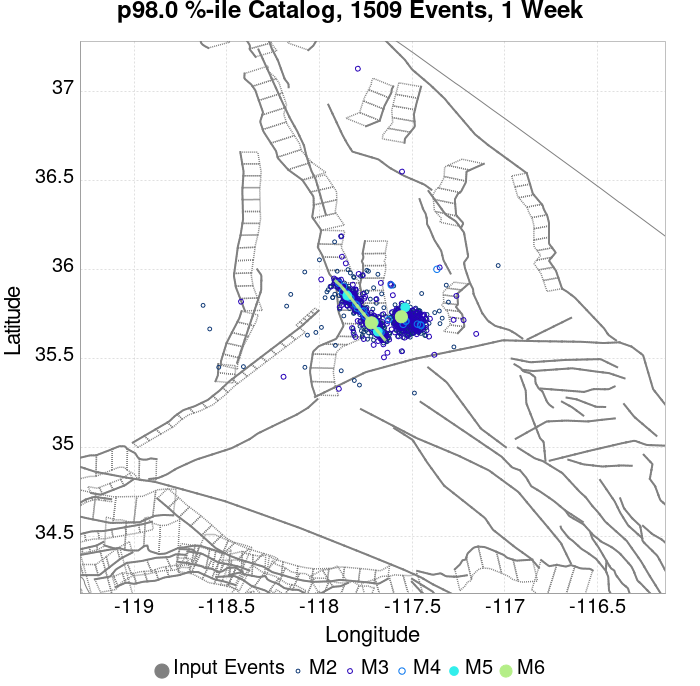 p98.0 %-ile Catalog, 1509 Events, 1 Week
37
36.5
36
35.5
35
34.5
Latitude
-119 -118.5 -118 -117.5 -117 -116.5
Longitude
Input Events M2 M3 M4 M5 M6